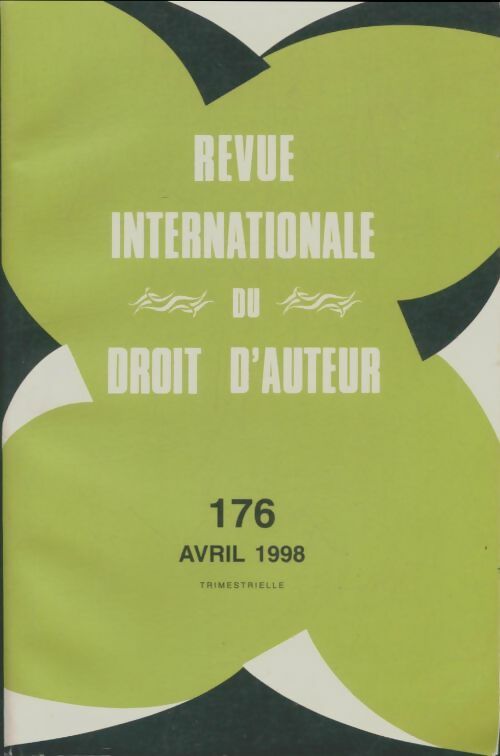 REVUE
INTERNATIONALE
DU
DROIT D'AUTEUR
176
AVRIL 1998
TRIMESTRIELLE